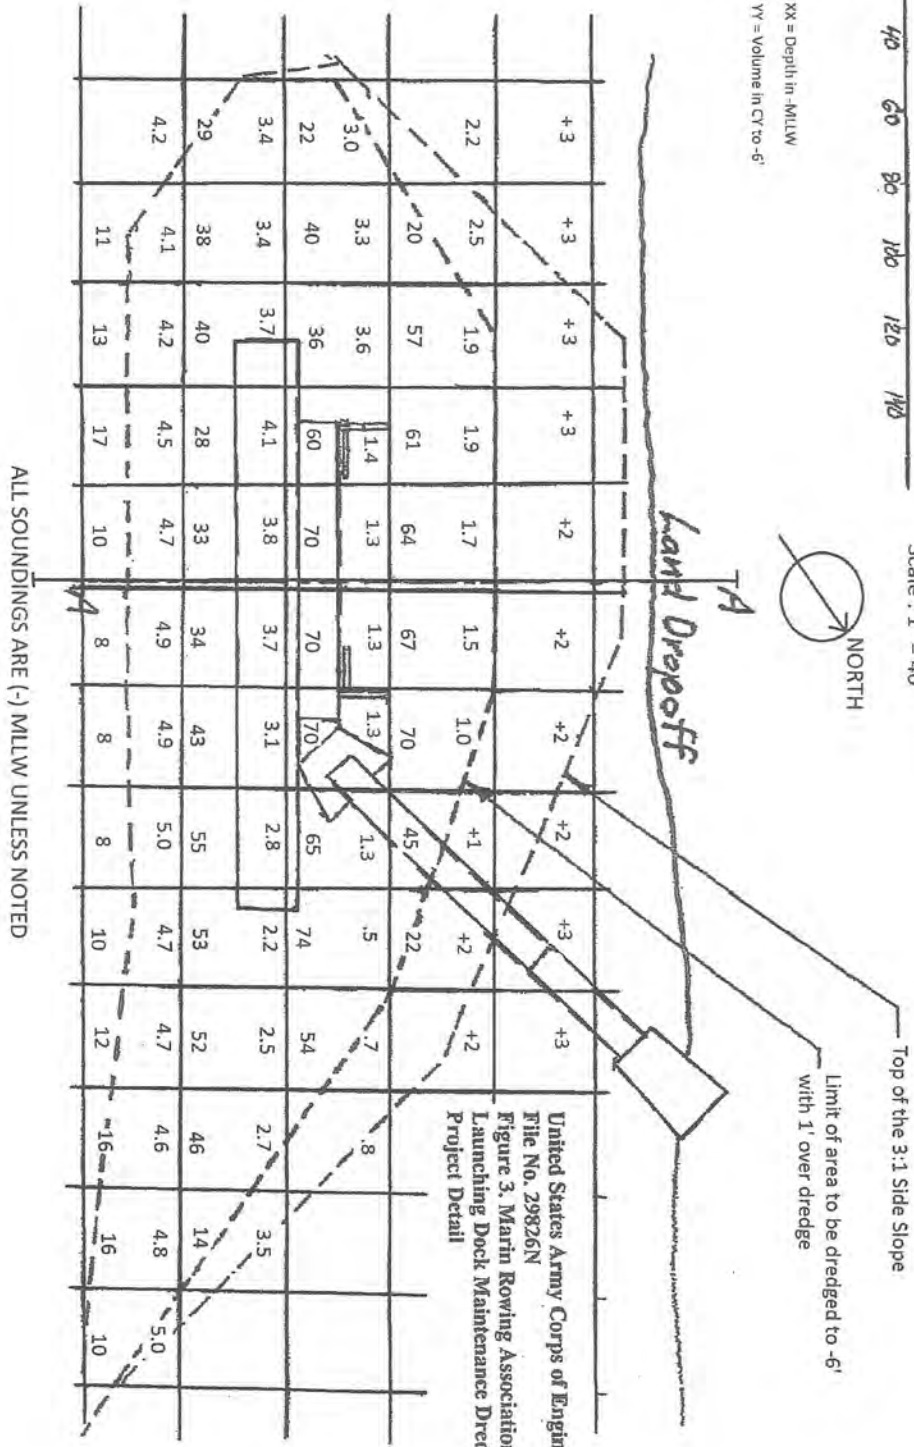 40 60 80 100 120 140
Scale : 1" = 40
Top of the 3:1 Side Slope
Limit of area to be dredged to -6'
with 1' over dredge
NORTH
XX = Depth in -MLLW
YY = Volume in CY to -6'
A
Land Dropoff
+3 +3 +3 +3 +2 +2 +2 +2 +3 +3
2.2 2.5 1.9 1.9 1.7 1.5 1.0 +1 +2 +2
20 57 61 64 67 70 45 22
3.0 3.3 3.6 1.4 1.3 1.3 1.3 1.3 .5 .7 .8
22 40 36 60 70 70 70 65 74 54
3.4 3.4 3.7 4.1 3.8 3.7 3.1 2.8 2.2 2.5 2.7 3.5
29 38 40 28 33 34 43 55 53 52 46 14
4.2 4.1 4.2 4.5 4.7 4.9 4.9 5.0 4.7 4.7 4.6 4.8 5.0
11 13 17 10 8 8 8 10 12 16 16 10
A
United States Army Corps of Engin
File No. 29826N
Figure 3. Marin Rowing Association
Launching Dock Maintenance Dred
Project Detail
ALL SOUNDINGS ARE (-) MLLW UNLESS NOTED